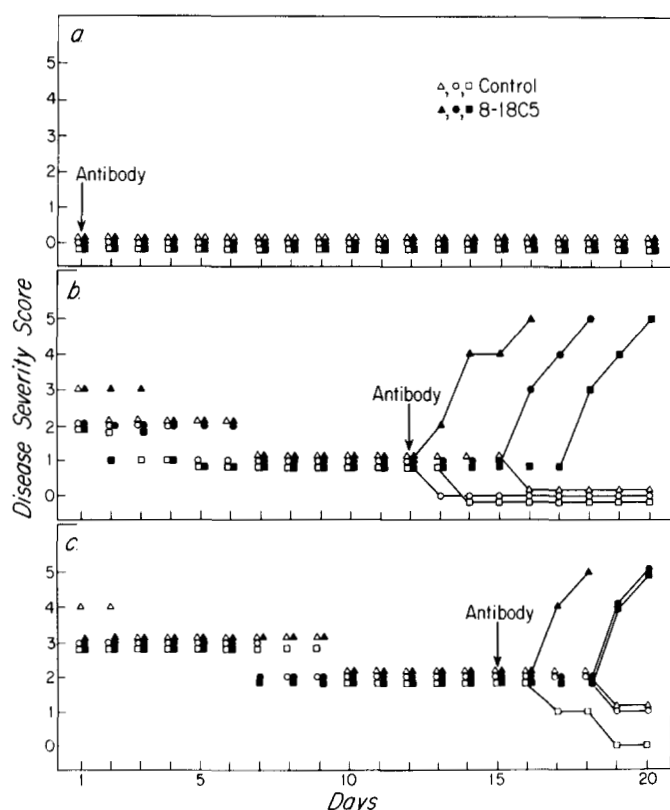 a
5
4
3
2
1
0
△, ○, □ Control
▲, ●, ■ 8-18C5
Antibody
Disease Severity Score
b.
5
4
3
2
1
0
Antibody
c.
5
4
3
2
1
0
Antibody
1 5 10 15 20
Days